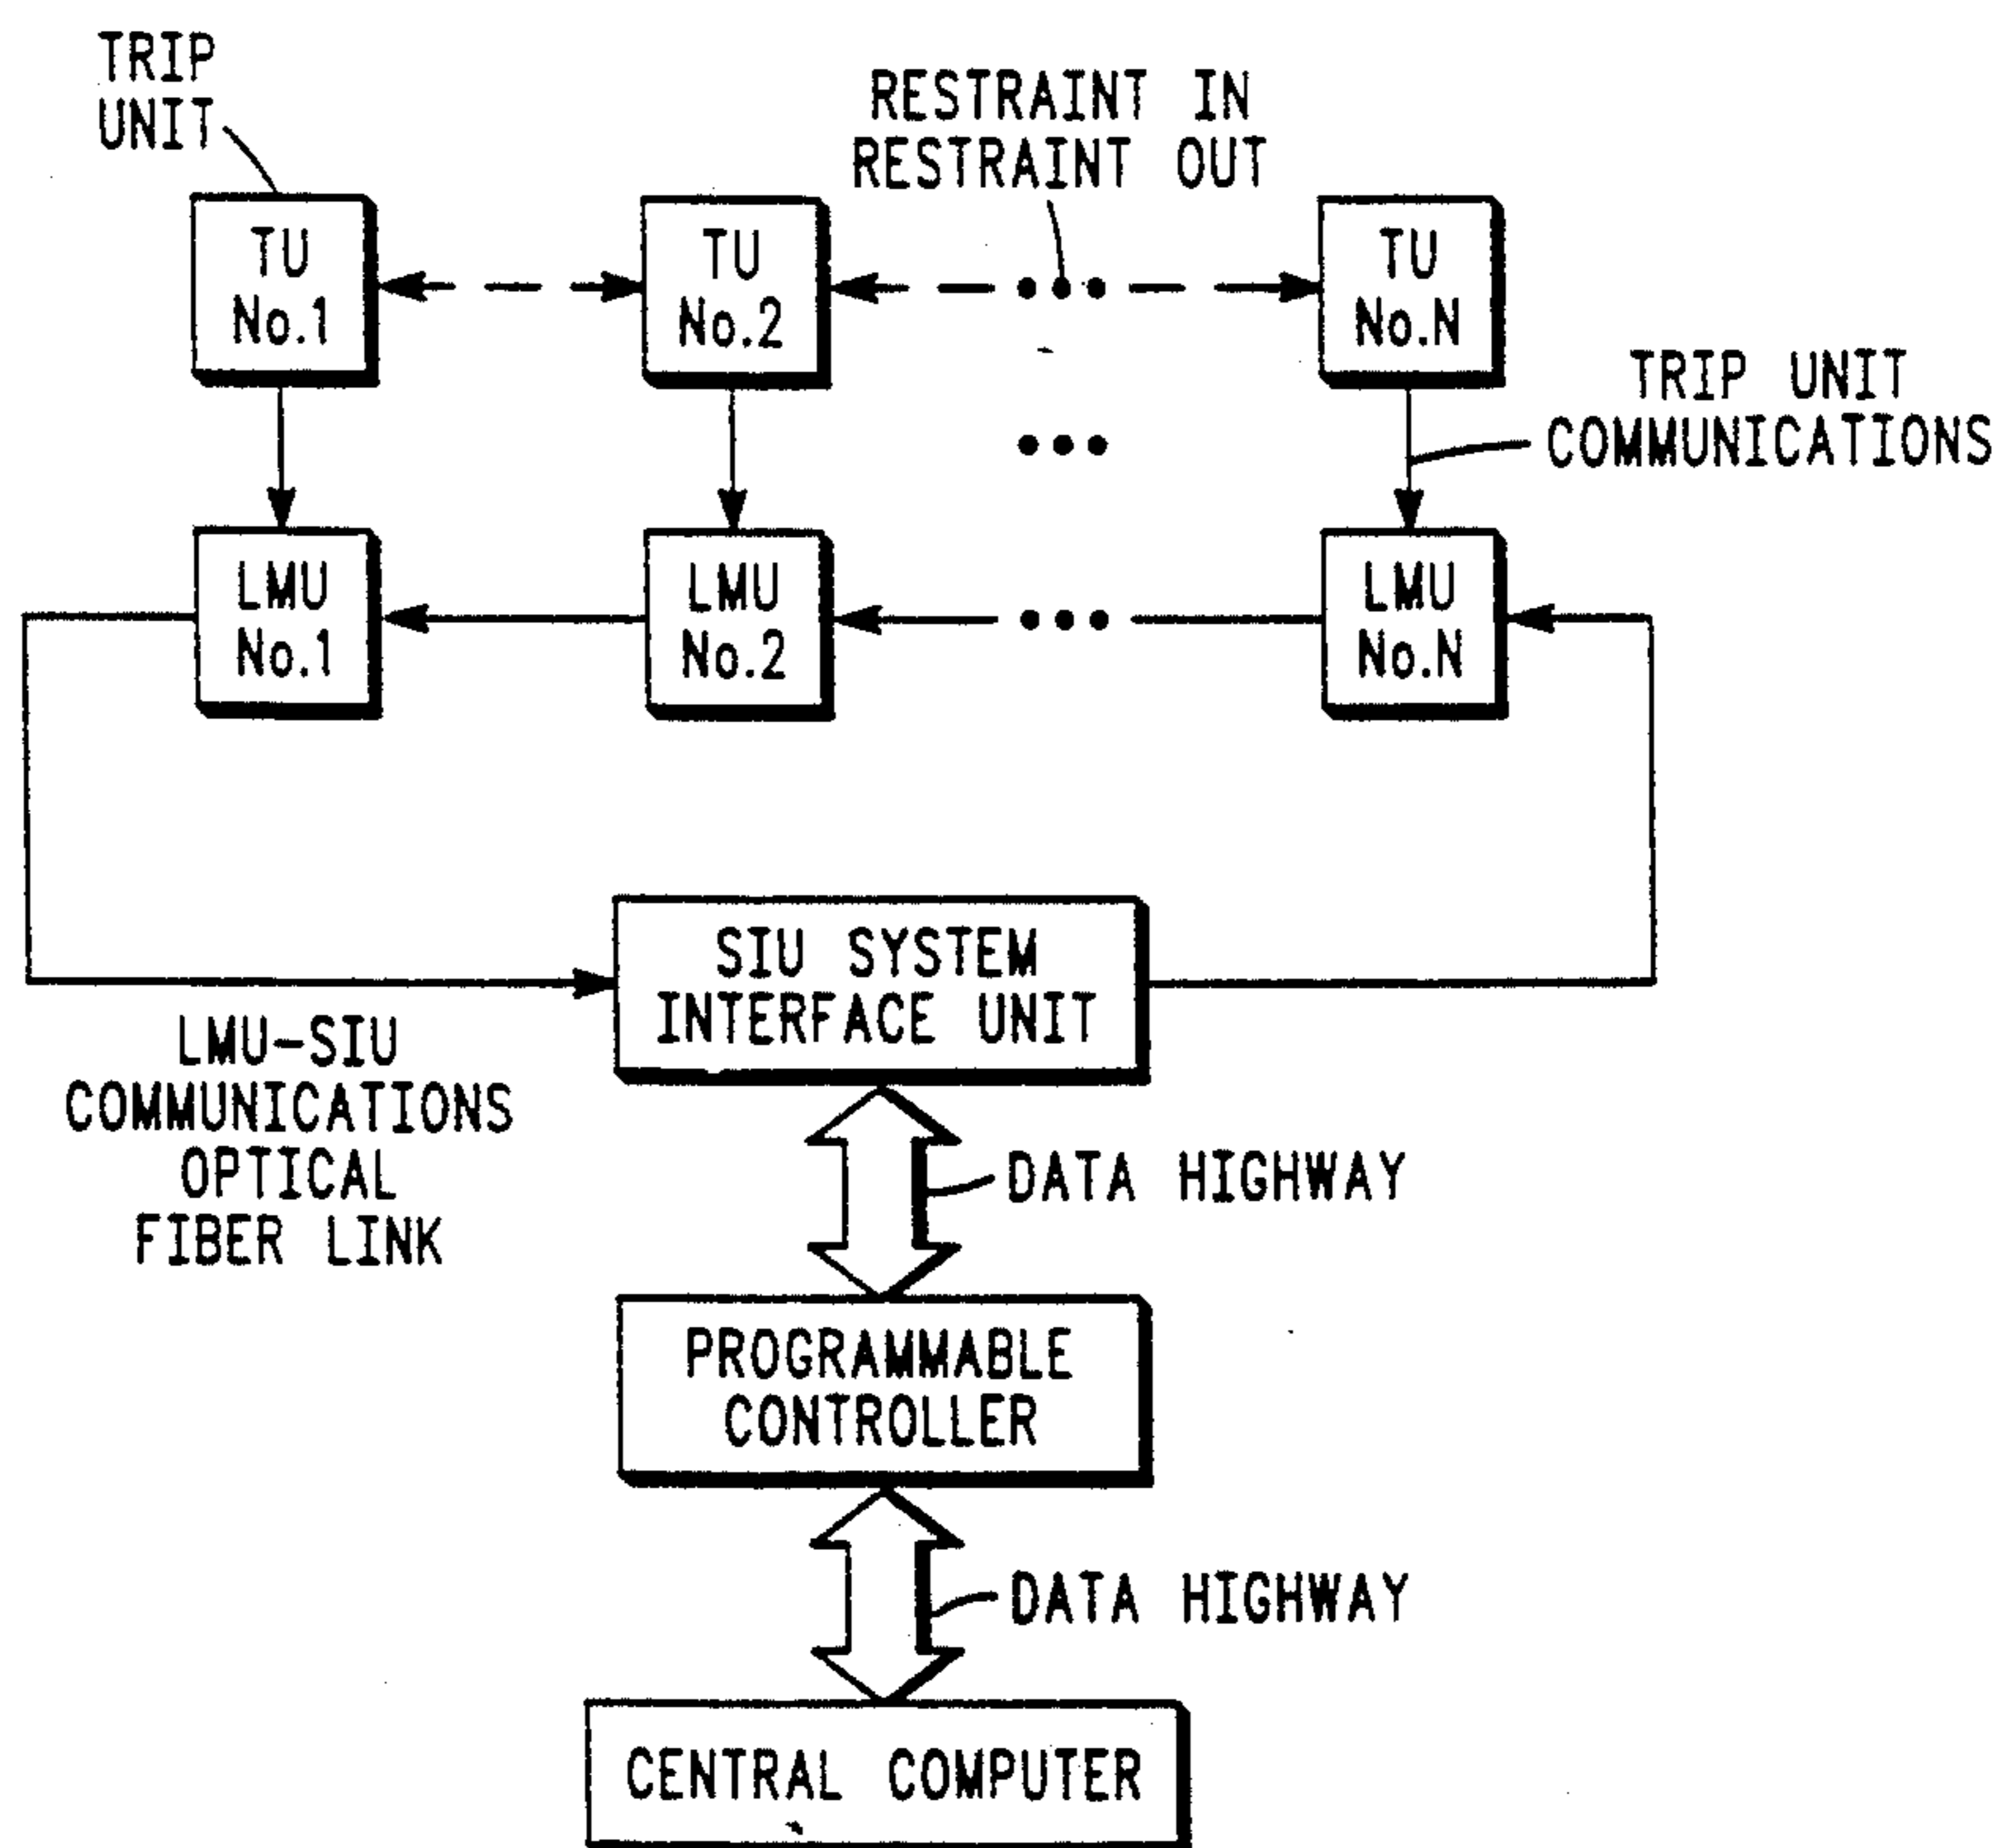 TRIP
UNIT
RESTRAINT IN
RESTRAINT OUT
TU
No.1
TU
No.2
TU
No.N
TRIP UNIT
COMMUNICATIONS
LMU
No.1
LMU
No.2
LMU
No.N
SIU SYSTEM
INTERFACE UNIT
LMU-SIU
COMMUNICATIONS
OPTICAL
FIBER LINK
DATA HIGHWAY
PROGRAMMABLE
CONTROLLER
DATA HIGHWAY
CENTRAL COMPUTER